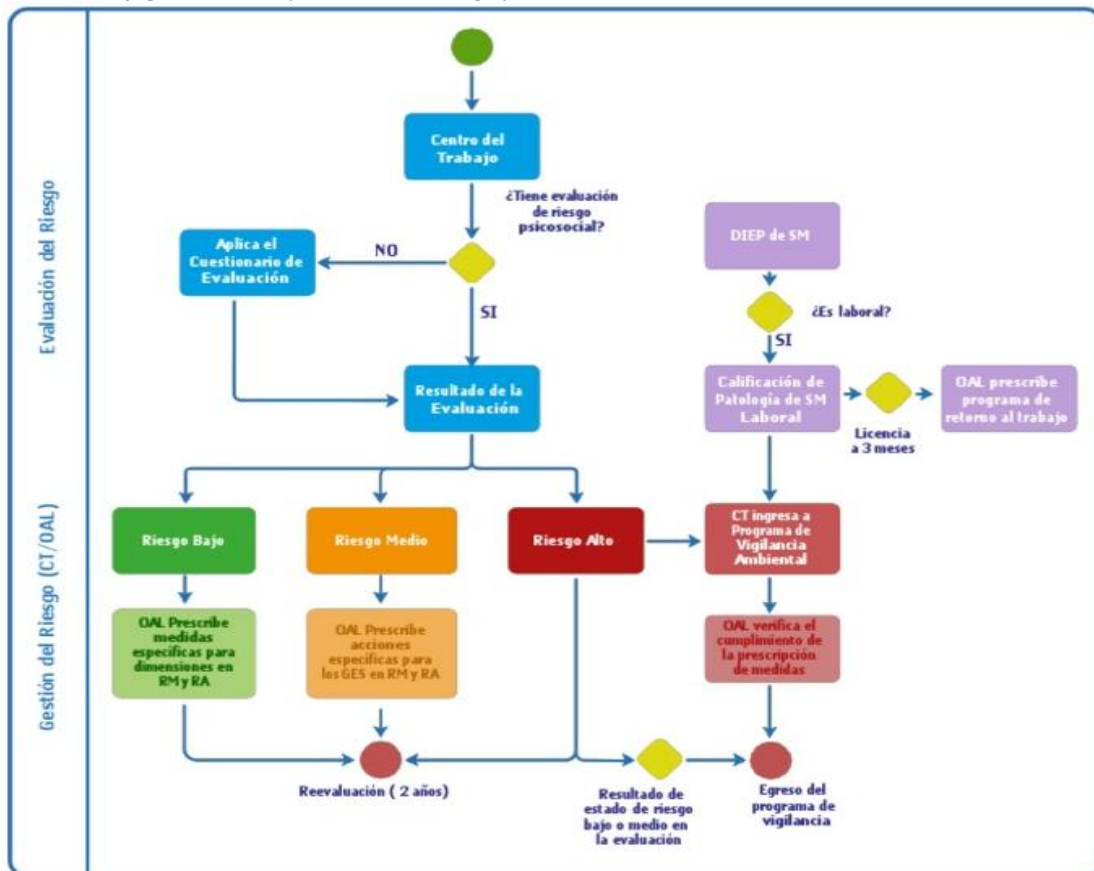 Evaluación del Riesgo
Gestión del Riesgo (CT/OAL)
Centro del
Trabajo
¿Tiene evaluación
de riesgo
psicosocial?
NO
Aplica el
Cuestionario de
Evaluación
SI
Resultado de la
Evaluación
DIEP de SM
¿Es laboral?
SI
Calificación de
Patología de SM
Laboral
Licencia
a 3 meses
OAL prescribe
programa de
retorno al trabajo
Riesgo Bajo
Riesgo Medio
Riesgo Alto
CT ingresa a
Programa de
Vigilancia
Ambiental
OAL Prescribe
medidas
especificas para
dimensiones en
RM y RA
OAL Prescribe
acciones
especificas para
los GES en RM y RA
OAL verifica el
cumplimiento de
la prescripción
de medidas
Reevaluación ( 2 años)
Resultado de
estado de riesgo
bajo o medio en
la evaluación
Egreso del
programa de
vigilancia